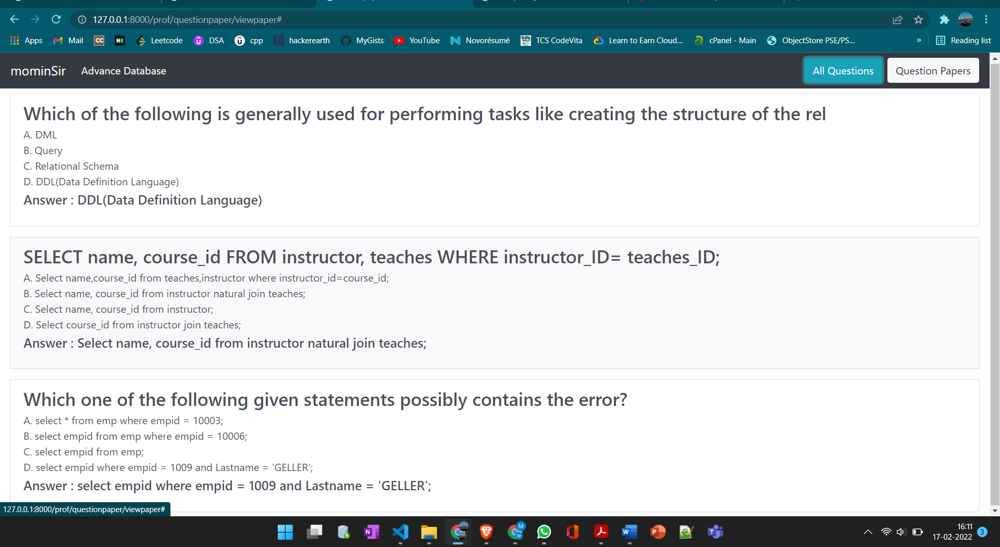 127.0.0.1:8000/prof/questionpaper/viewpaper#
Apps Mail CC H Leetcode DSA cpp h hackerearth MyGists YouTube Novorésumé TCS CodeVita Learn to Earn Cloud... cPanel - Main ObjectStore PSE/PS... » Reading list
mominSir Advance Database All Questions Question Papers
Which of the following is generally used for performing tasks like creating the structure of the rel
A. DML
B. Query
C. Relational Schema
D. DDL(Data Definition Language)
Answer : DDL(Data Definition Language)
SELECT name, course_id FROM instructor, teaches WHERE instructor_ID= teaches_ID;
A. Select name,course_id from teaches,instructor where instructor_id=course_id;
B. Select name, course_id from instructor natural join teaches;
C. Select name, course_id from instructor;
D. Select course_id from instructor join teaches;
Answer : Select name, course_id from instructor natural join teaches;
Which one of the following given statements possibly contains the error?
A. select * from emp where empid = 10003;
B. select empid from emp where empid = 10006;
C. select empid from emp;
D. select empid where empid = 1009 and Lastname = 'GELLER';
Answer : select empid where empid = 1009 and Lastname = 'GELLER';
127.0.0.1:8000/prof/questionpaper/viewpaper#
16:11
17-02-2022 3